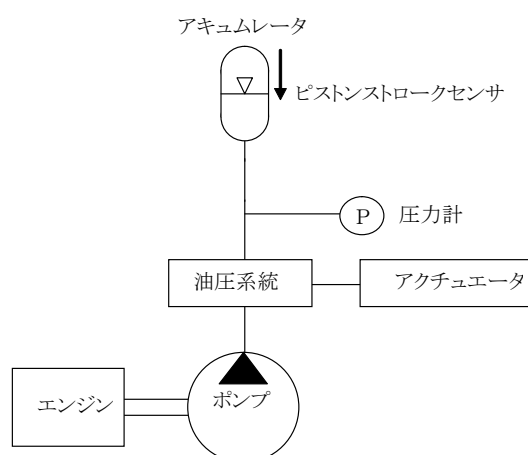 アキュムレータ
ピストンストロークセンサ
P
圧力計
油圧系統
アクチュエータ
エンジン
ポンプ